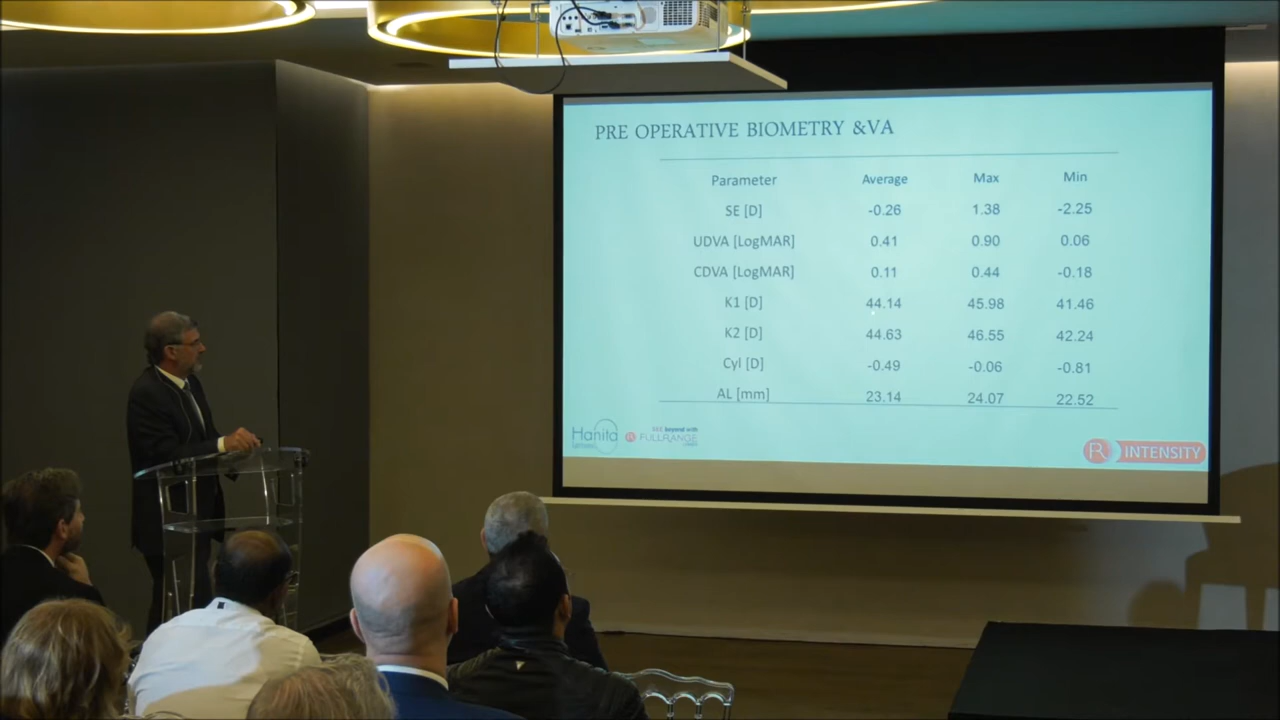 PRE OPERATIVE BIOMETRY &VA
Parameter Average Max Min
SE [D] -0.26 1.38 -2.25
UDVA [LogMAR] 0.41 0.90 0.06
CDVA [LogMAR] 0.11 0.44 -0.18
K1 [D] 44.14 45.98 41.46
K2 [D] 44.63 46.55 42.24
Cyl [D] -0.49 -0.06 -0.81
AL [mm] 23.14 24.07 22.52
Hanita
SEE beyond with
FULLRANGE
R INTENSITY